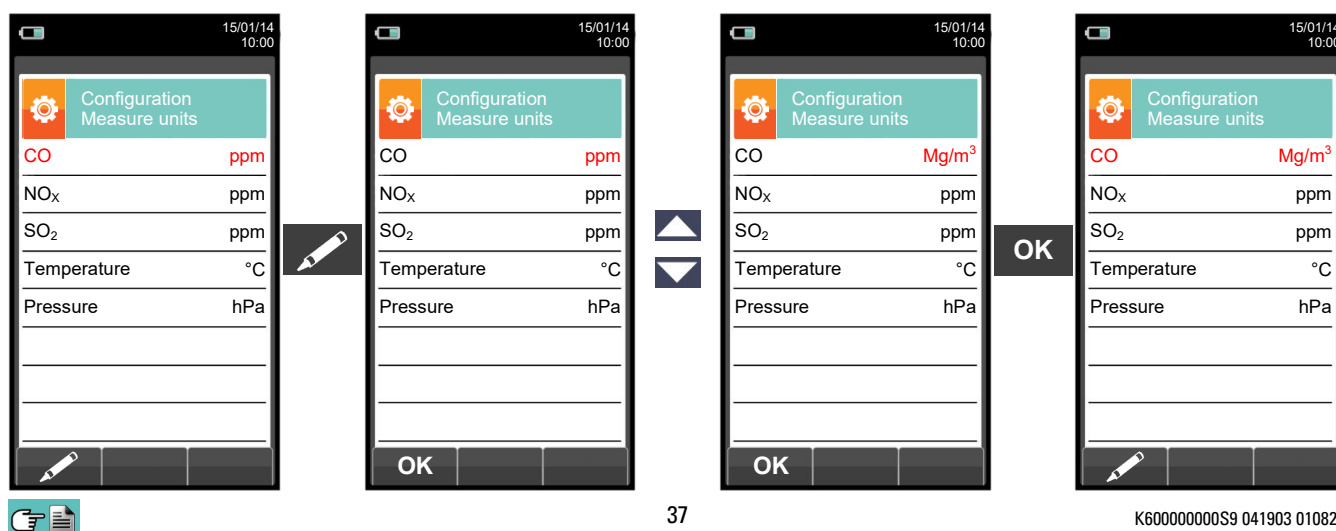 15/01/14
10:00
Configuration
Measure units
CO ppm
NOX ppm
SO2 ppm
Temperature °C
Pressure hPa
15/01/14
10:00
Configuration
Measure units
CO ppm
NOX ppm
SO2 ppm
Temperature °C
Pressure hPa
OK
15/01/14
10:00
Configuration
Measure units
CO Mg/m³
NOX ppm
SO2 ppm
Temperature °C
Pressure hPa
OK
OK
15/01/14
10:00
Configuration
Measure units
CO Mg/m³
NOX ppm
SO2 ppm
Temperature °C
Pressure hPa
37
K600000000S9 041903 01082